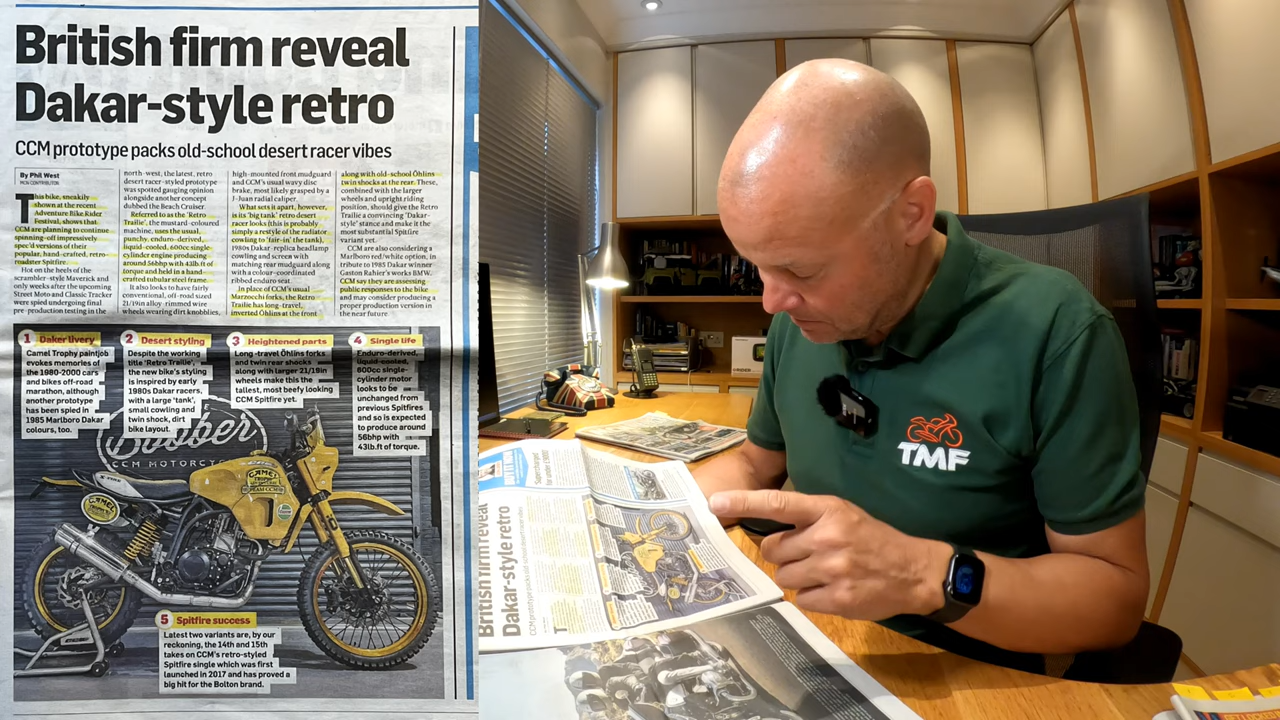 British firm reveal
Dakar-style retro
CCM prototype packs old-school desert racer vibes
By Phil West
MCN CONTRIBUTOR
This bike, sneakily
shown at the recent
Adventure Bike Rider
Festival, shows that
CCM are planning to continue
spinning-off impressively
spec'd versions of their
popular, hand-crafted, retro-
roadster Spitfire.
Hot on the heels of the
scrambler-style Maverick and
only weeks after the upcoming
Street Moto and Classic Tracker
were spied undergoing final
pre-production testing in the
north-west, the latest, retro
desert racer-styled prototype
was spotted gauging opinion
alongside another concept
dubbed the Beach Cruiser.
Referred to as the 'Retro
Trailie', the mustard-coloured
machine, uses the usual,
punchy, enduro-derived,
liquid-cooled, 600cc single-
cylinder engine producing
around 56bhp with 43lb.ft of
torque and held in a hand-
crafted tubular steel frame.
It also looks to have fairly
conventional, off-road sized
21/19in alloy-rimmed wire
wheels wearing dirt knobblies,
high-mounted front mudguard
and CCM's usual wavy disc
brake, most likely grasped by a
J-Juan radial caliper.
What sets it apart, however,
is its 'big tank' retro desert
racer looks (this is probably
simply a restyle of the radiator
cowling to 'fair-in' the tank),
1980s Dakar-replica headlamp
cowling and screen with
matching rear mudguard along
with a colour-coordinated
ribbed enduro seat.
In place of CCM's usual
Marzocchi forks, the Retro
Trailie has long-travel,
inverted Öhlins at the front
along with old-school Öhlins
twin shocks at the rear. These,
combined with the larger
wheels and upright riding
position, should give the Retro
Trailie a convincing 'Dakar-
style' stance and make it the
most substantial Spitfire
variant yet.
CCM are also considering a
Marlboro red/white option, in
tribute to 1985 Dakar winner
Gaston Rahier's works BMW.
CCM say they are assessing
public responses to the bike
and may consider producing a
proper production version in
the near future.
1 Daker livery
Camel Trophy paintjob
evokes memories of
the 1980-2000 cars
and bikes off-road
marathon, although
another prototype
has been spied in
1985 Marlboro Dakar
colours, too.
2 Desert styling
Despite the working
title 'Retro Trailie',
the new bike's styling
is inspired by early
1980s Dakar racers,
with a large 'tank',
small cowling and
twin shock, dirt
bike layout.
3 Heightened parts
Long-travel Öhlins forks
and twin rear shocks
along with larger 21/19in
wheels make this the
tallest, most beefy looking
CCM Spitfire yet.
4 Single life
Enduro-derived,
liquid-cooled,
600cc single-
cylinder motor
looks to be
unchanged from
previous Spitfires
and so is expected
to produce around
56bhp with
43lb.ft of torque.
Bobber
CCM MOTORCYC
CAMEL
TROPHY
TEAM CCM
CAMEL
5 Spitfire success
Latest two variants are, by our
reckoning, the 14th and 15th
takes on CCM's retro-styled
Spitfire single which was first
launched in 2017 and has proved a
big hit for the Bolton brand.
TMF
British firm reveal
Dakar-style retro
CCM prototype packs old-school desert racer vibes